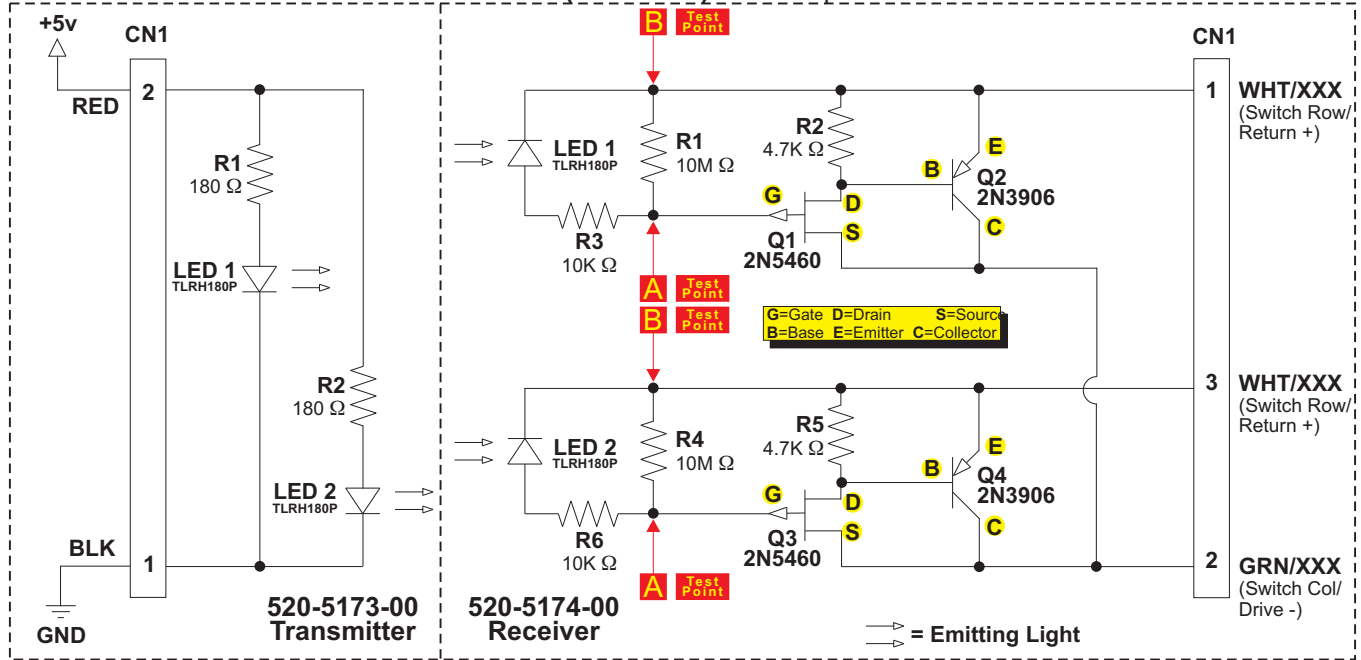 +5v
CN1
RED
2
R1
180 Ω
LED 1
TLRH180P
R2
180 Ω
LED 2
TLRH180P
BLK
1
GND
520-5173-00
Transmitter
B Test Point
CN1
1 WHT/XXX
(Switch Row/
Return +)
LED 1
TLRH180P
R1
10M Ω
R2
4.7K Ω
E
B
Q2
2N3906
C
G
D
S
R3
10K Ω
Q1
2N5460
A Test Point
B Test Point
G=Gate D=Drain S=Source
B=Base E=Emitter C=Collector
3 WHT/XXX
(Switch Row/
Return +)
LED 2
TLRH180P
R4
10M Ω
R5
4.7K Ω
E
B
Q4
2N3906
C
G
D
S
R6
10K Ω
Q3
2N5460
2 GRN/XXX
(Switch Col/
Drive -)
A Test Point
520-5174-00
Receiver
= Emitting Light